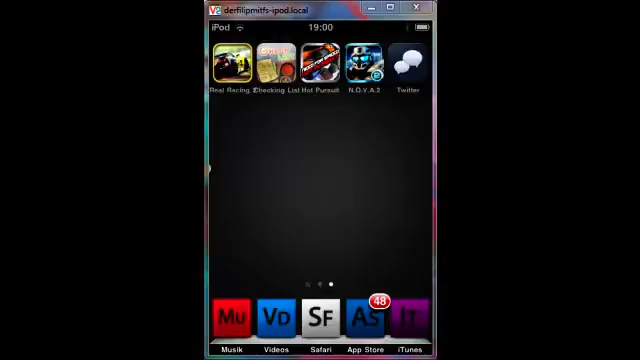 V2 derfilipmitfs-ipod.local
iPod 19:00
Real Racing 2 Checking List Hot Pursuit N.O.V.A.2 Twitter
48
Mu Vd SF AS IT
Musik Videos Safari App Store iTunes